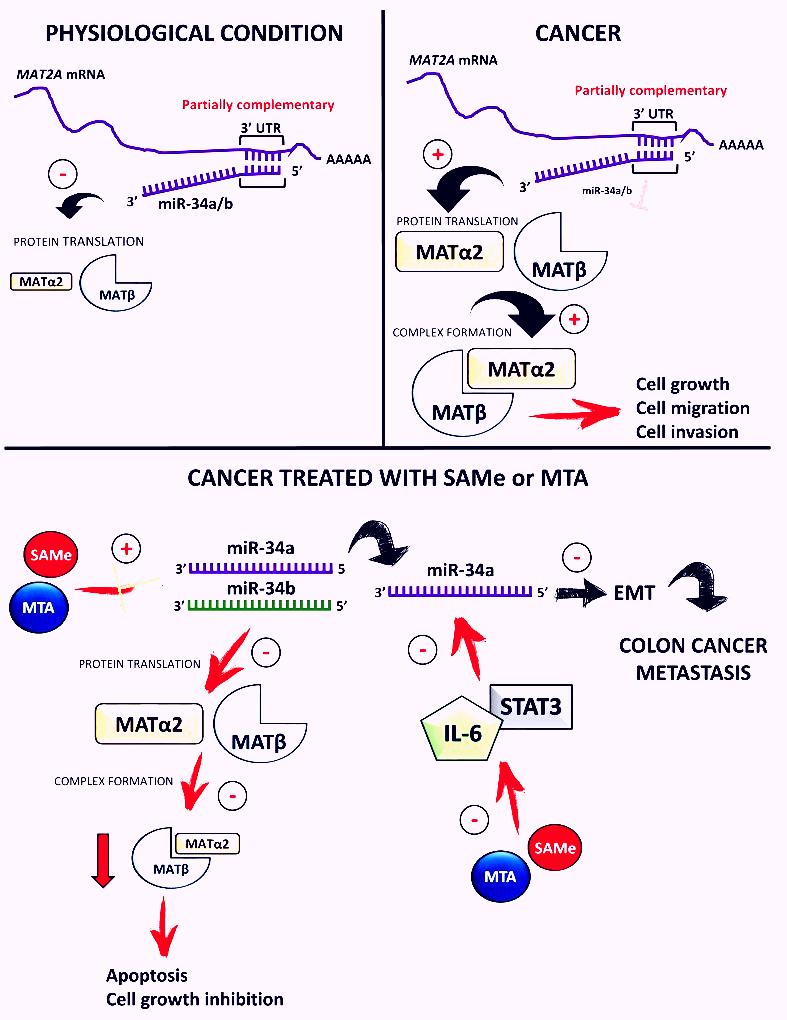 PHYSIOLOGICAL CONDITION
MAT2A mRNA
Partially complementary
3' UTR
AAAAA
-
5'
3'
miR-34a/b
PROTEIN TRANSLATION
MATα2
MATβ
CANCER
MAT2A mRNA
Partially complementary
3' UTR
AAAAA
+
5'
3'
miR-34a/b
PROTEIN TRANSLATION
MATα2
MATβ
COMPLEX FORMATION
+
MATα2
MATβ
Cell growth
Cell migration
Cell invasion
CANCER TREATED WITH SAMe or MTA
SAMe
MTA
+
miR-34a
3' 5
miR-34b
3' 5'
miR-34a
3' 5'
-
EMT
COLON CANCER
METASTASIS
PROTEIN TRANSLATION
-
MATα2
MATβ
COMPLEX FORMATION
-
MATα2
MATβ
Apoptosis
Cell growth inhibition
-
STAT3
IL-6
-
SAMe
MTA